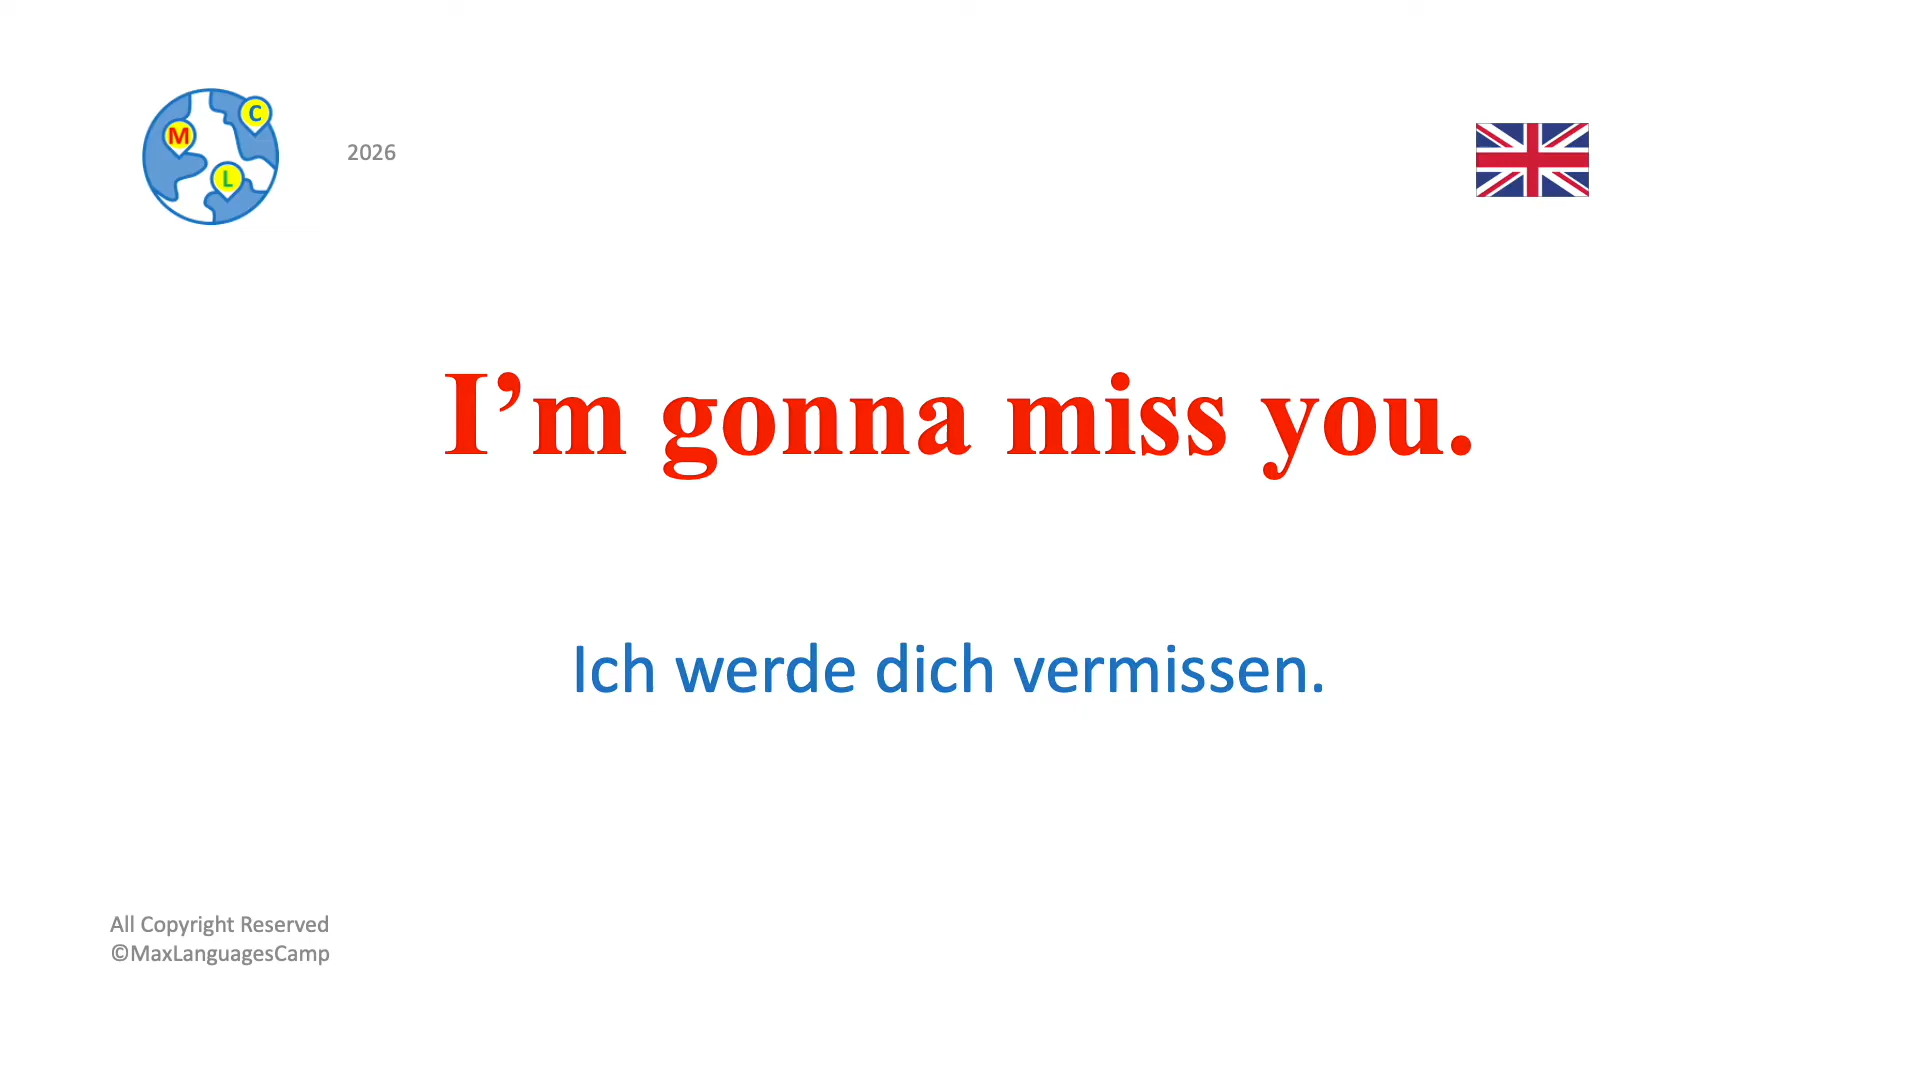 M
C
L
2026
I’m gonna miss you.
Ich werde dich vermissen.
All Copyright Reserved
©MaxLanguagesCamp